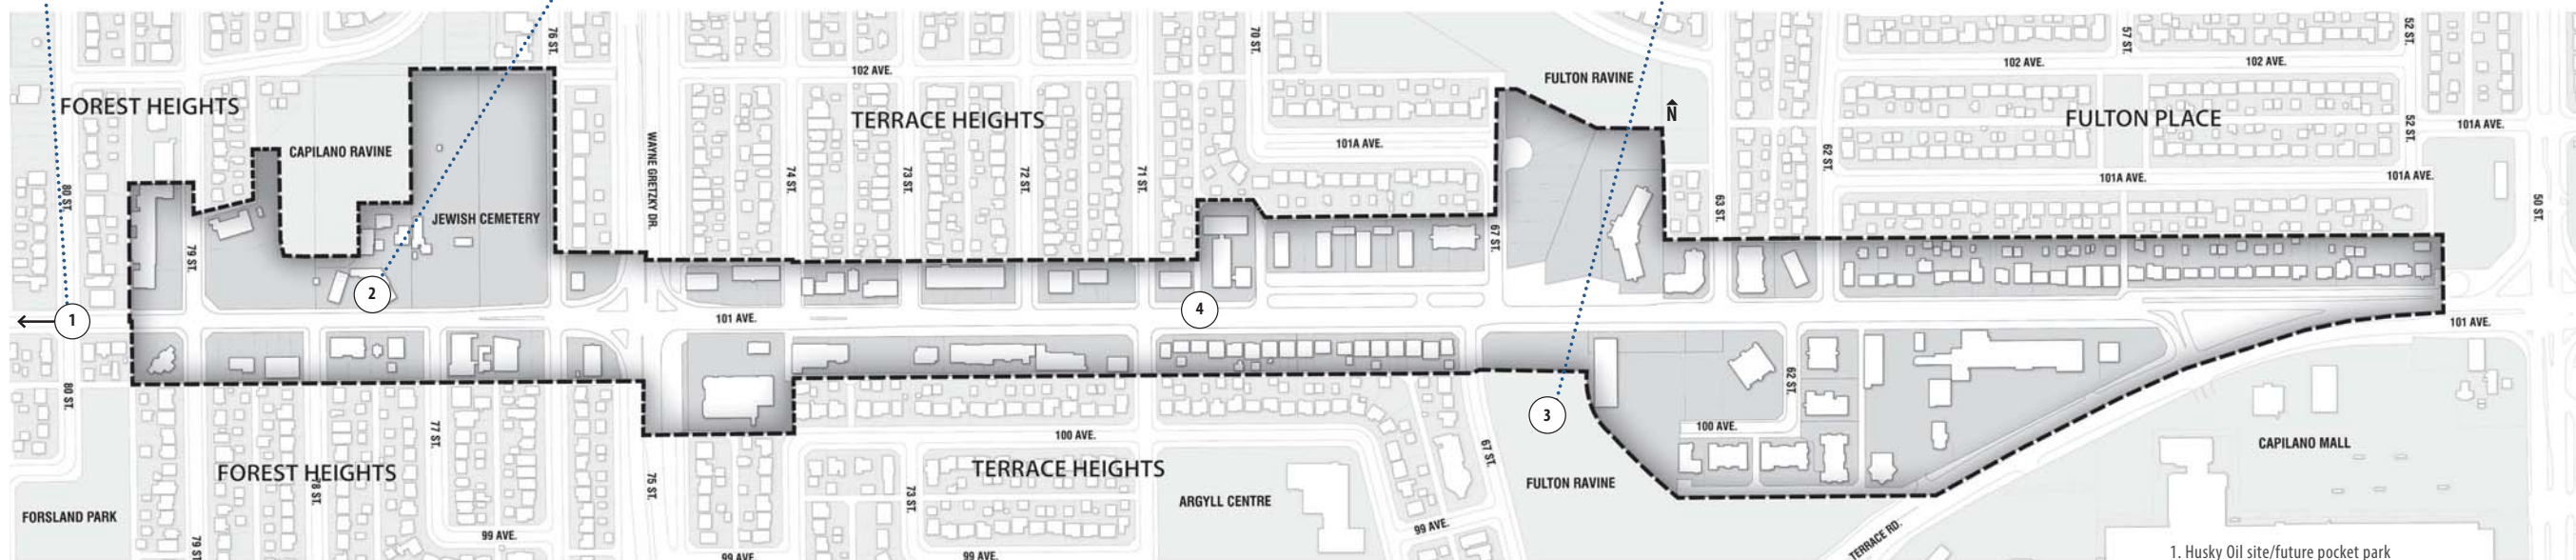 76 ST.
70 ST.
57 ST.
52 ST.
102 AVE.
102 AVE.
102 AVE.
FULTON RAVINE
FOREST HEIGHTS
TERRACE HEIGHTS
N
FULTON PLACE
52 ST.
101A AVE.
CAPILANO RAVINE
WAYNE GRETZKY DR.
101A AVE.
62 ST.
80 ST.
74 ST.
73 ST.
72 ST.
71 ST.
101A AVE.
101A AVE.
JEWISH CEMETERY
63 ST.
50 ST.
79 ST.
67 ST.
2
4
1
101 AVE.
101 AVE.
80 ST.
62 ST.
3
77 ST.
100 AVE.
100 AVE.
CAPILANO MALL
67 ST.
FOREST HEIGHTS
TERRACE HEIGHTS
78 ST.
75 ST.
73 ST.
ARGYLL CENTRE
FULTON RAVINE
FORSLAND PARK
99 AVE.
99 AVE.
TERRACE RD.
79 ST.
99 AVE.
99 AVE.
1. Husky Oil site/future pocket park